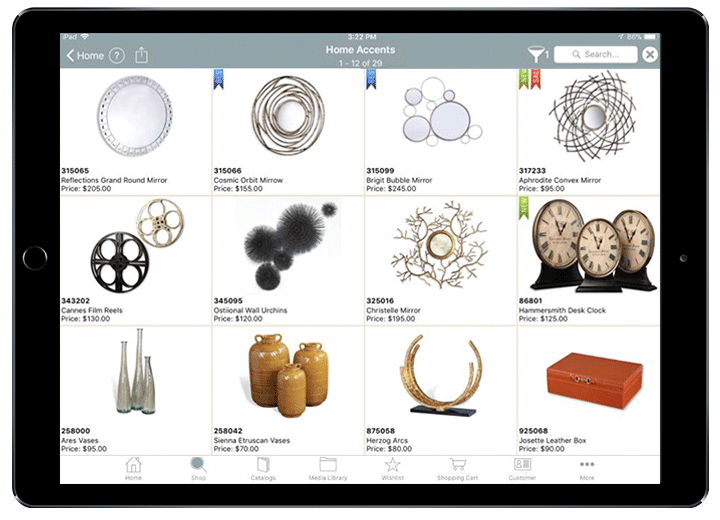 iPad 3:22 PM 86%
Home ? Home Accents 1 Search...
1 - 12 of 29
NEW SALE
315065 315066 315099 317233
Reflections Grand Round Mirror Cosmic Orbit Mirrow Brigit Bubble Mirror Aphrodite Convex Mirror
Price: $205.00 Price: $155.00 Price: $245.00 Price: $95.00
NEW
343202 345095 325016 86801
Cannes Film Reels Ostiional Wall Urchins Christelle Mirror Hammersmith Desk Clock
Price: $130.00 Price: $120.00 Price: $195.00 Price: $125.00
258000 258042 875058 925068
Ares Vases Sienna Etruscan Vases Herzog Arcs Josette Leather Box
Price: $95.00 Price: $70.00 Price: $80.00 Price: $90.00
Home Shop Catalogs Media Library Wishlist Shopping Cart Customer More